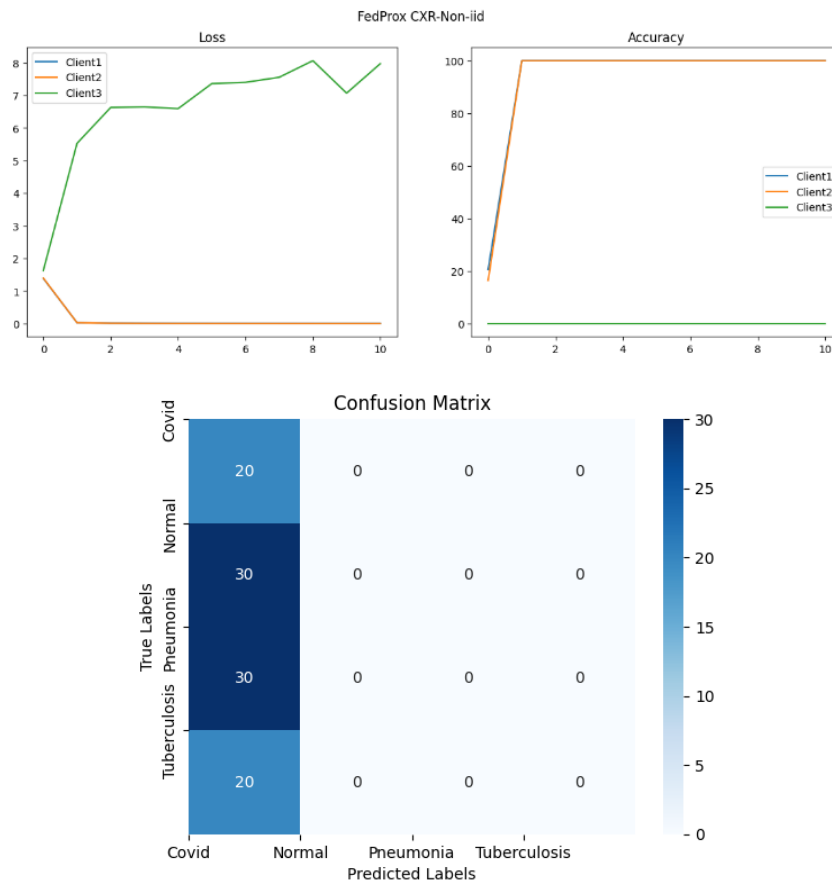 FedProx CXR-Non-iid
Loss
Client1
Client2
Client3
8
7
6
5
4
3
2
1
0
0 2 4 6 8 10
Accuracy
100
80
60
40
20
0
Client1
Client2
Client3
0 2 4 6 8 10
Confusion Matrix
True Labels
Covid
Normal
Pneumonia
Tuberculosis
20 0 0 0
30 0 0 0
30 0 0 0
20 0 0 0
Covid Normal Pneumonia Tuberculosis
Predicted Labels
30
25
20
15
10
5
0